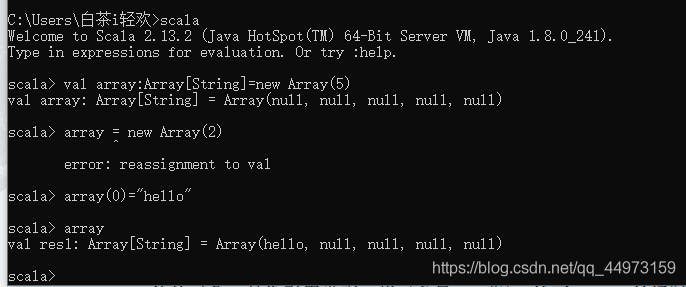 C:\Users\白茶i轻欢>scala
Welcome to Scala 2.13.2 (Java HotSpot(TM) 64-Bit Server VM, Java 1.8.0_241).
Type in expressions for evaluation. Or try :help.
scala> val array:Array[String]=new Array(5)
val array: Array[String] = Array(null, null, null, null, null)
scala> array = new Array(2)
^
error: reassignment to val
scala> array(0)="hello"
scala> array
val res1: Array[String] = Array(hello, null, null, null, null)
scala>
https://blog.csdn.net/qq_44973159